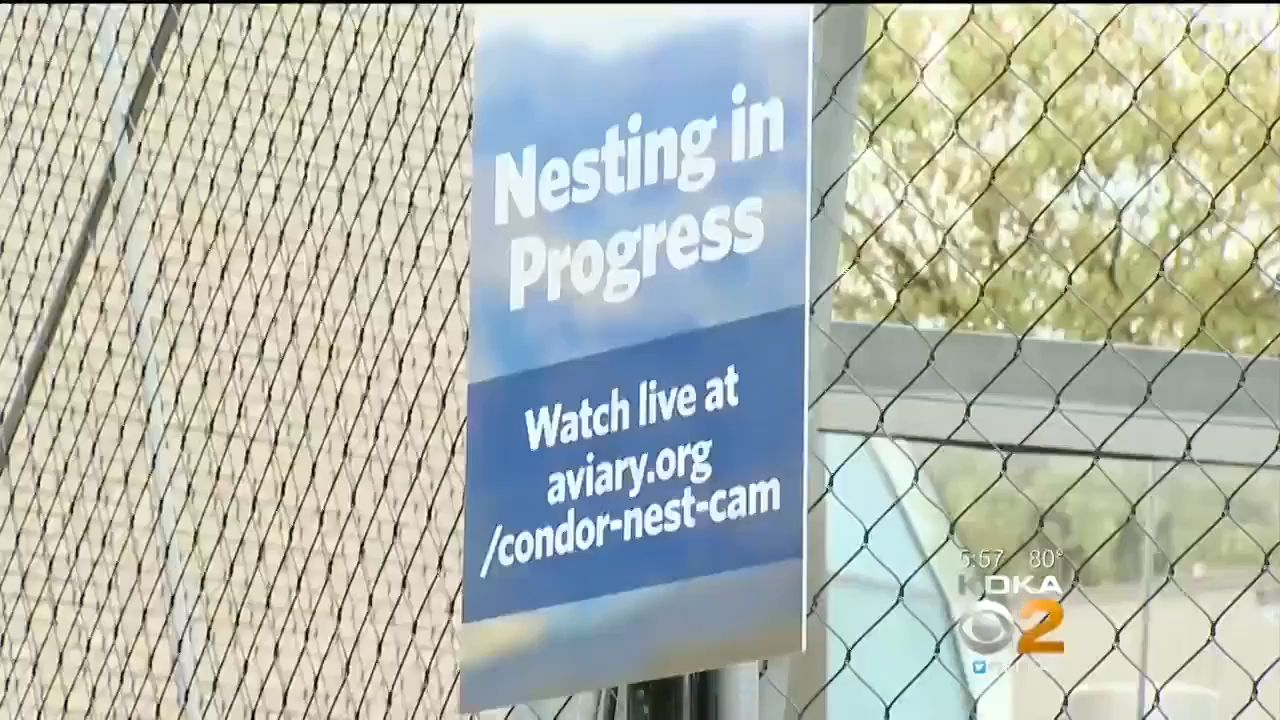 Nesting in
Progress
Watch live at
aviary.org
/condor-nest-cam
5:57 80°
KDKA
2